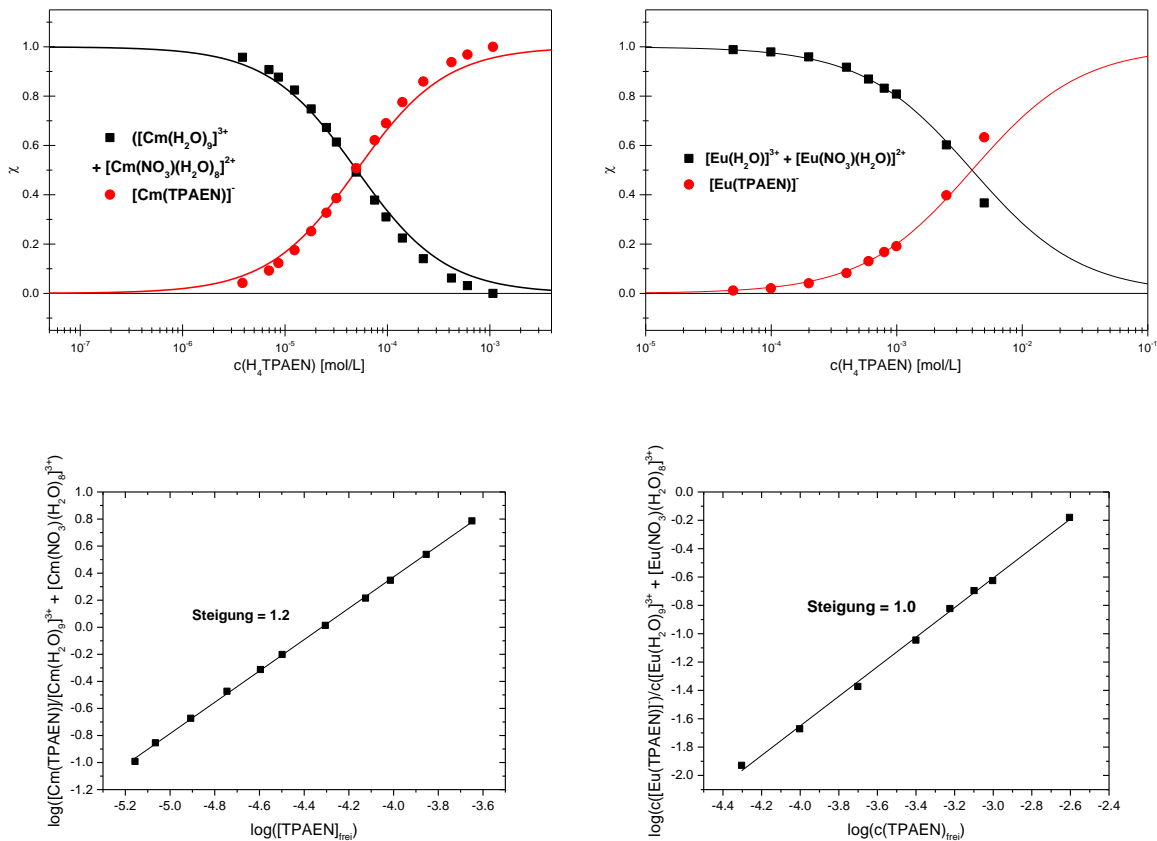 1.0
0.8
0.6
0.4
0.2
0.0
χ
([Cm(H₂O)₉]³⁺
+ [Cm(NO₃)(H₂O)₈]²⁺
[Cm(TPAEN)]⁻
10⁻⁷ 10⁻⁶ 10⁻⁵ 10⁻⁴ 10⁻³
c(H₄TPAEN) [mol/L]
1.0
0.8
0.6
0.4
0.2
0.0
χ
[Eu(H₂O)]³⁺ + [Eu(NO₃)(H₂O)]²⁺
[Eu(TPAEN)]⁻
10⁻⁵ 10⁻⁴ 10⁻³ 10⁻² 10⁻¹
c(H₄TPAEN) [mol/L]
log([Cm(TPAEN)]/[Cm(H₂O)₉]³⁺ + [Cm(NO₃)(H₂O)₈]³⁺)
1.0
0.8
0.6
0.4
0.2
0.0
-0.2
-0.4
-0.6
-0.8
-1.0
-1.2
Steigung = 1.2
-5.2 -5.0 -4.8 -4.6 -4.4 -4.2 -4.0 -3.8 -3.6
log([TPAEN]frei)
log(c([Eu(TPAEN)]⁻)/c([Eu(H₂O)₉]³⁺ + [Eu(NO₃)(H₂O)₈]³⁺)
0.0
-0.2
-0.4
-0.6
-0.8
-1.0
-1.2
-1.4
-1.6
-1.8
-2.0
Steigung = 1.0
-4.4 -4.2 -4.0 -3.8 -3.6 -3.4 -3.2 -3.0 -2.8 -2.6 -2.4
log(c(TPAEN)frei)